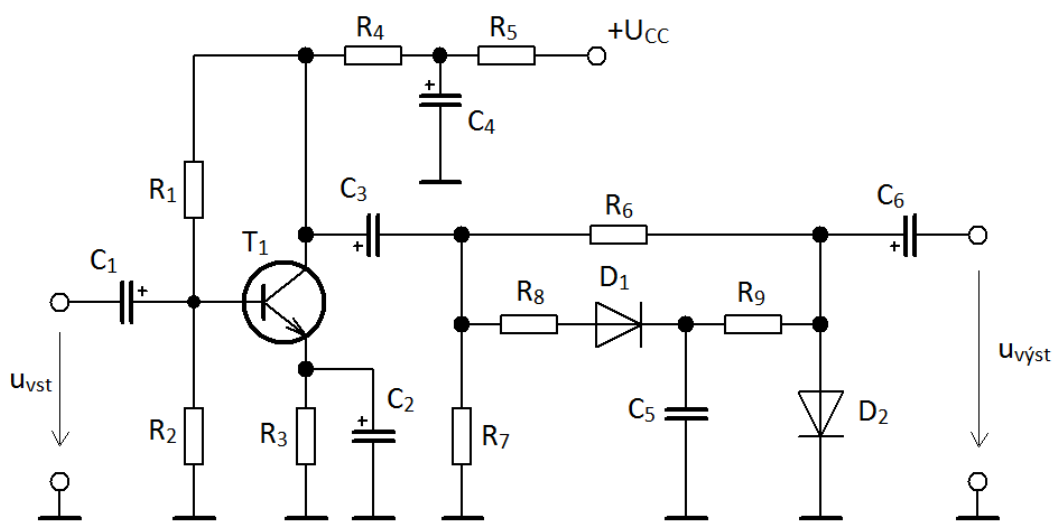 R4
R5
+UCC
C4
R1
C3
R6
C6
T1
C1
D1
R8
R9
uvst
uvýst
C2
C5
D2
R2
R3
R7
+
+
+
+
+